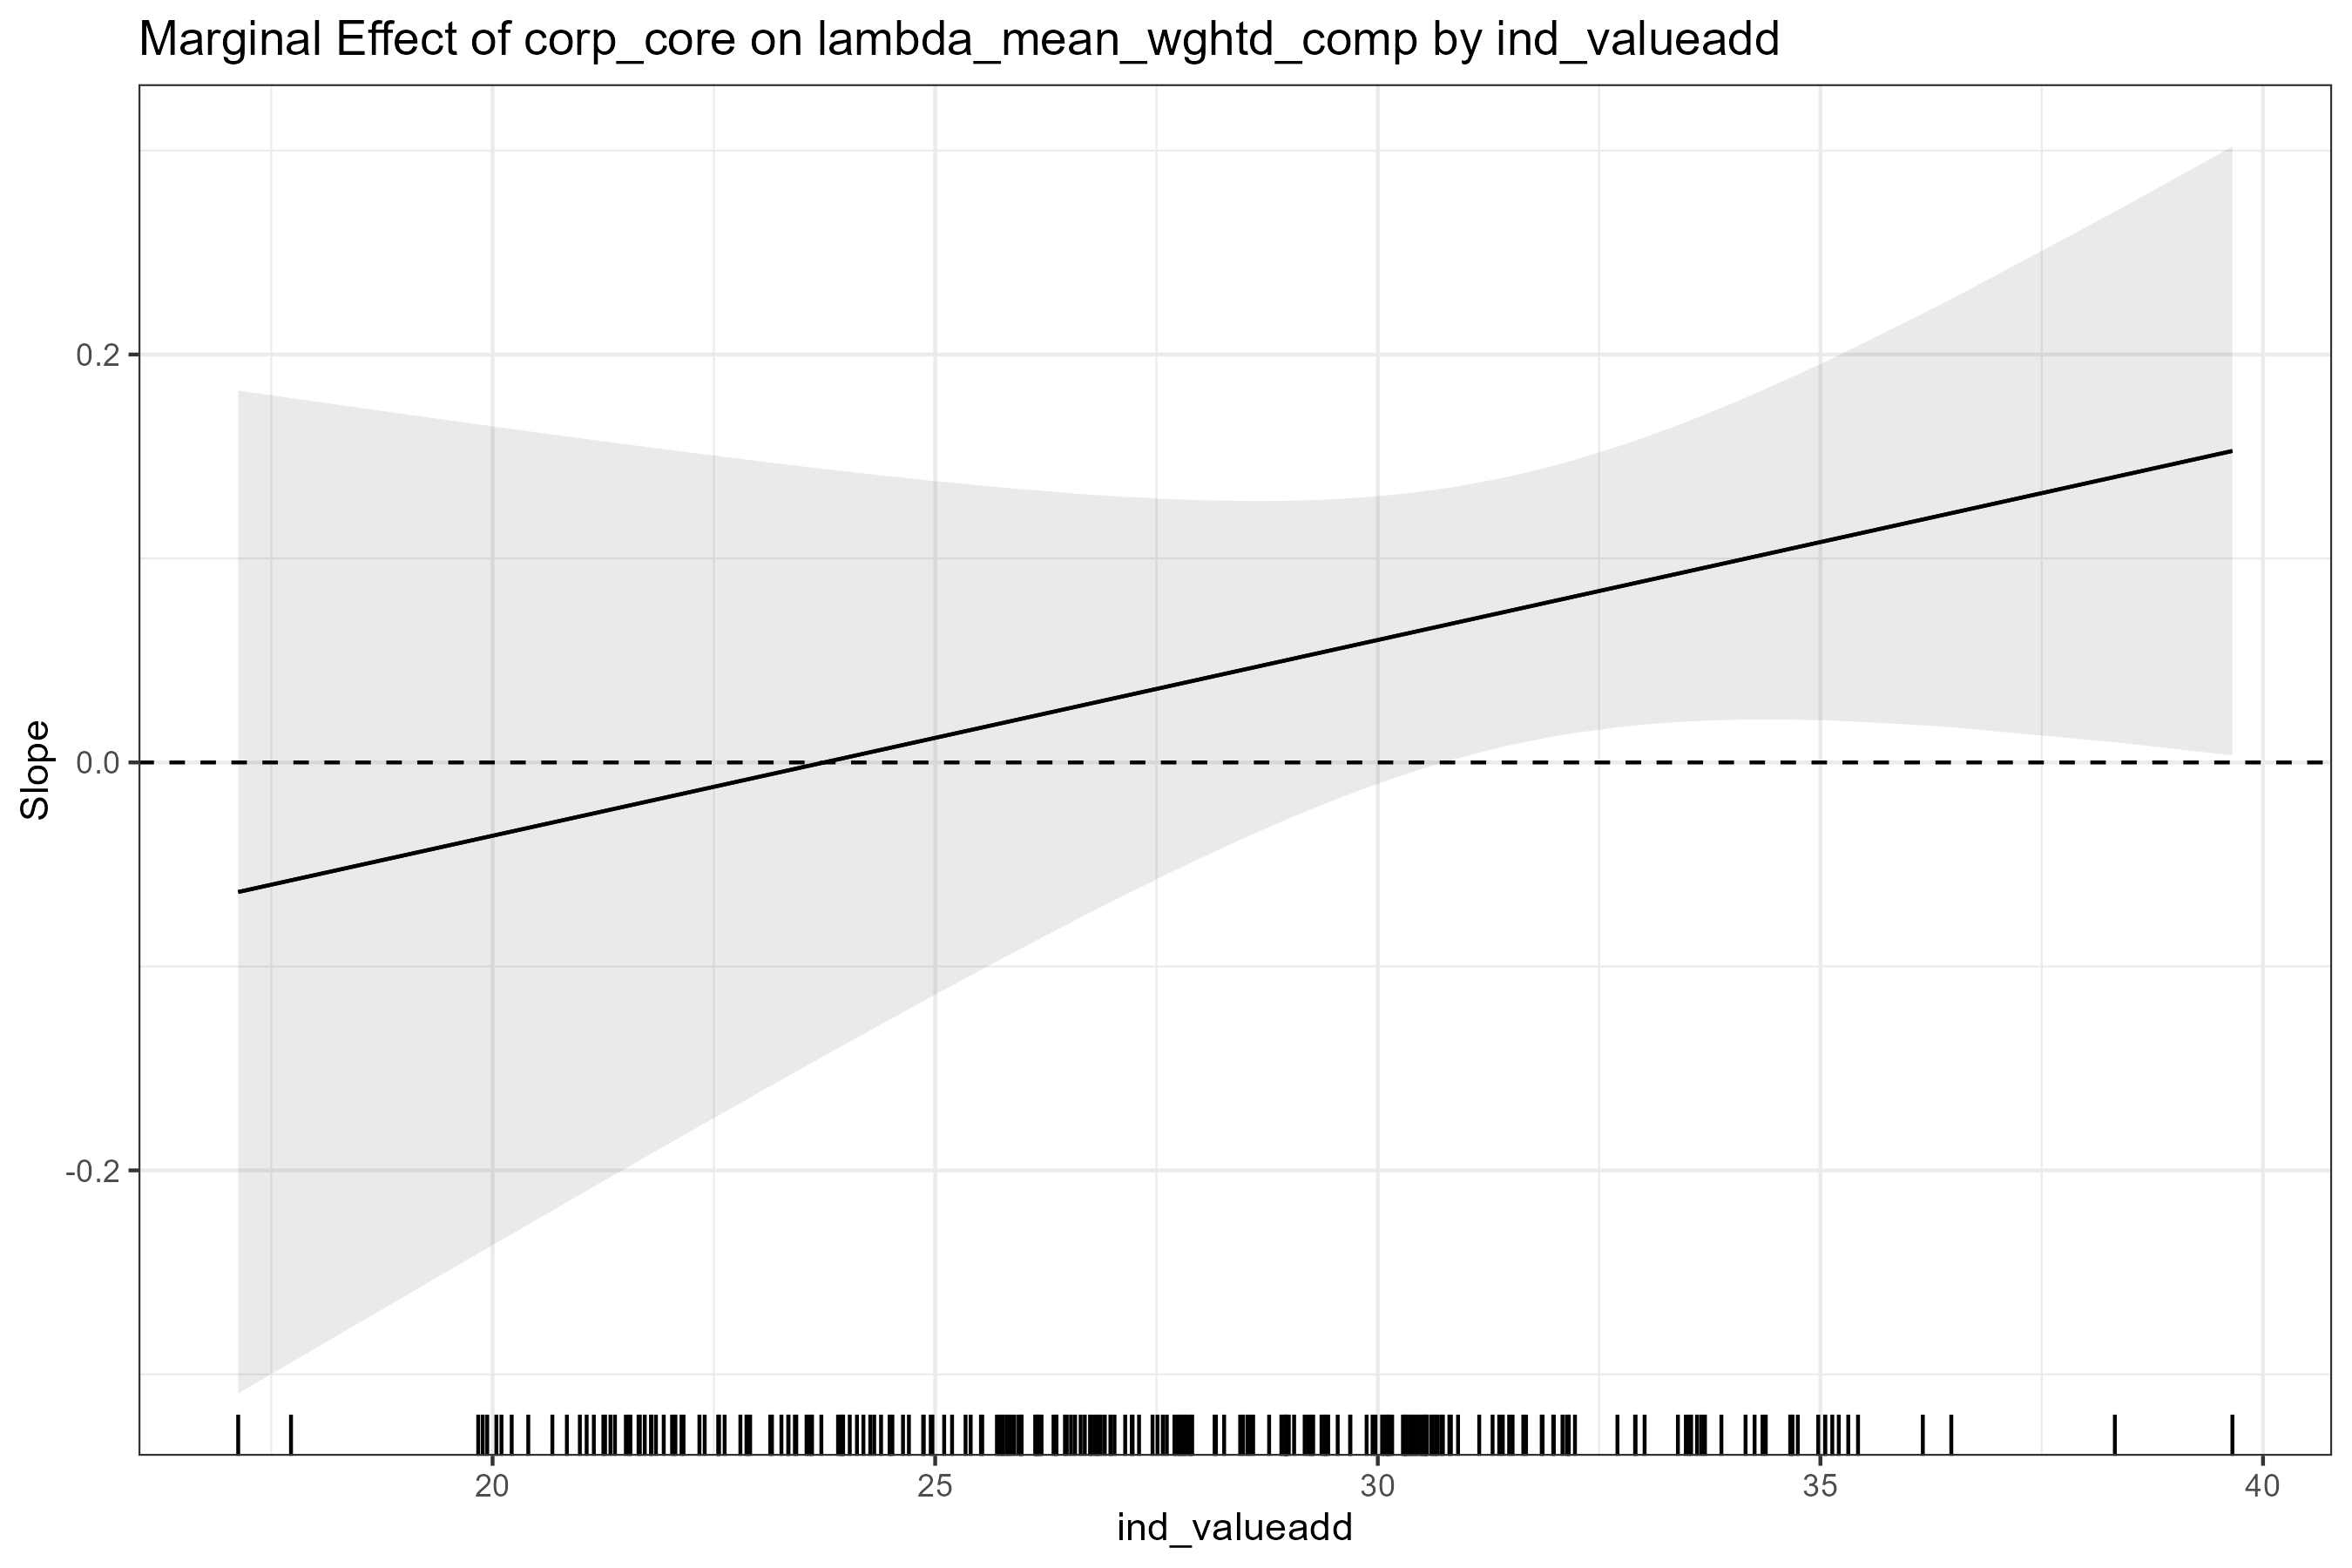 Marginal Effect of corp_core on lambda_mean_wghtd_comp by ind_valueadd
0.2
0.0
-0.2
Slope
20 25 30 35 40
ind_valueadd